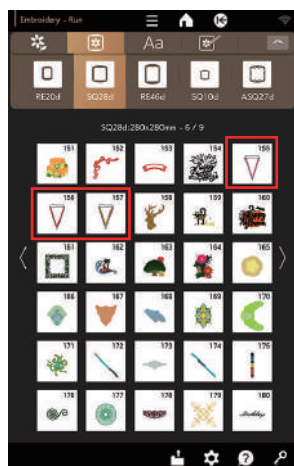 Embroidery - Run
Aa
RE20d SQ28d RE46d SQ10d ASQ27d
SQ28d:280x280mm - 6 / 9
151 152 153 154 155
156 157 158 159 160
161 162 163 164 165
166 167 168 169 170
171 172 173 174 175
176 177 178 179 180
?